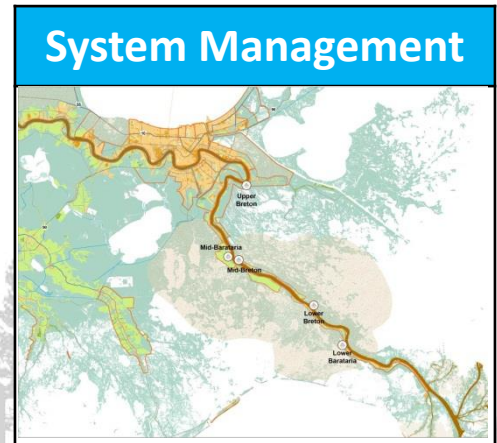 System Management
Upper
Breton
Mid-Barataria
Mid-Breton
Lower
Breton
Lower
Barataria